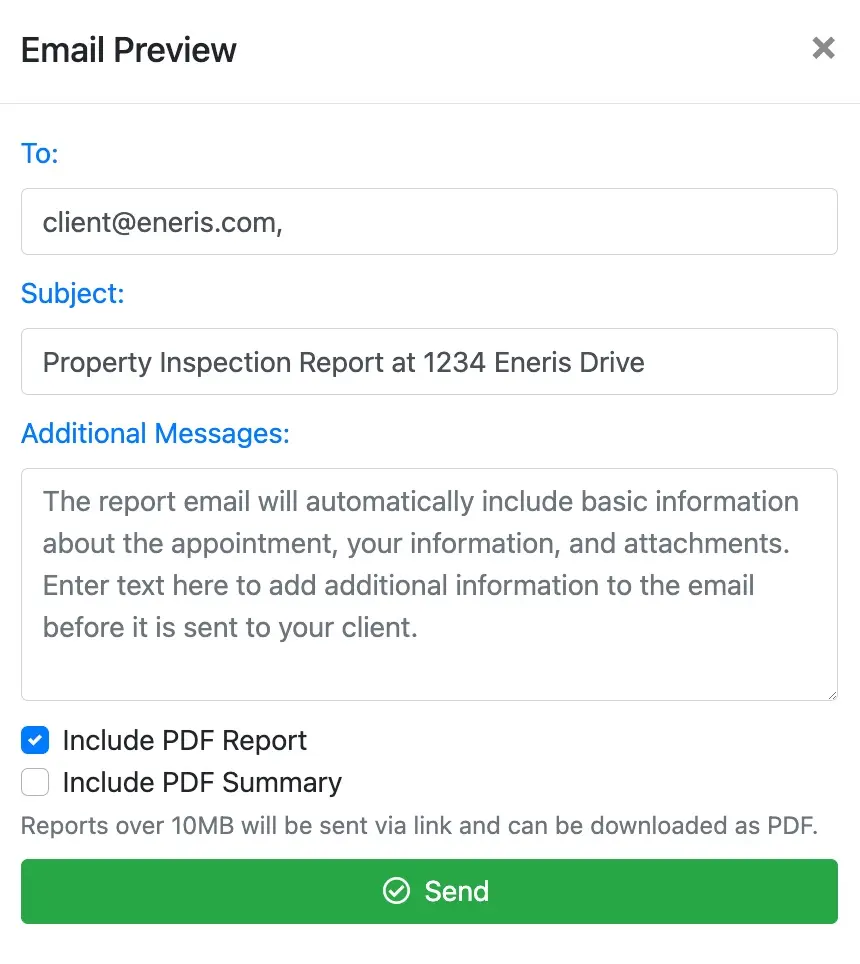 Email Preview
To:
client@eneris.com,
Subject:
Property Inspection Report at 1234 Eneris Drive
Additional Messages:
The report email will automatically include basic information
about the appointment, your information, and attachments.
Enter text here to add additional information to the email
before it is sent to your client.
Include PDF Report
Include PDF Summary
Reports over 10MB will be sent via link and can be downloaded as PDF.
Send